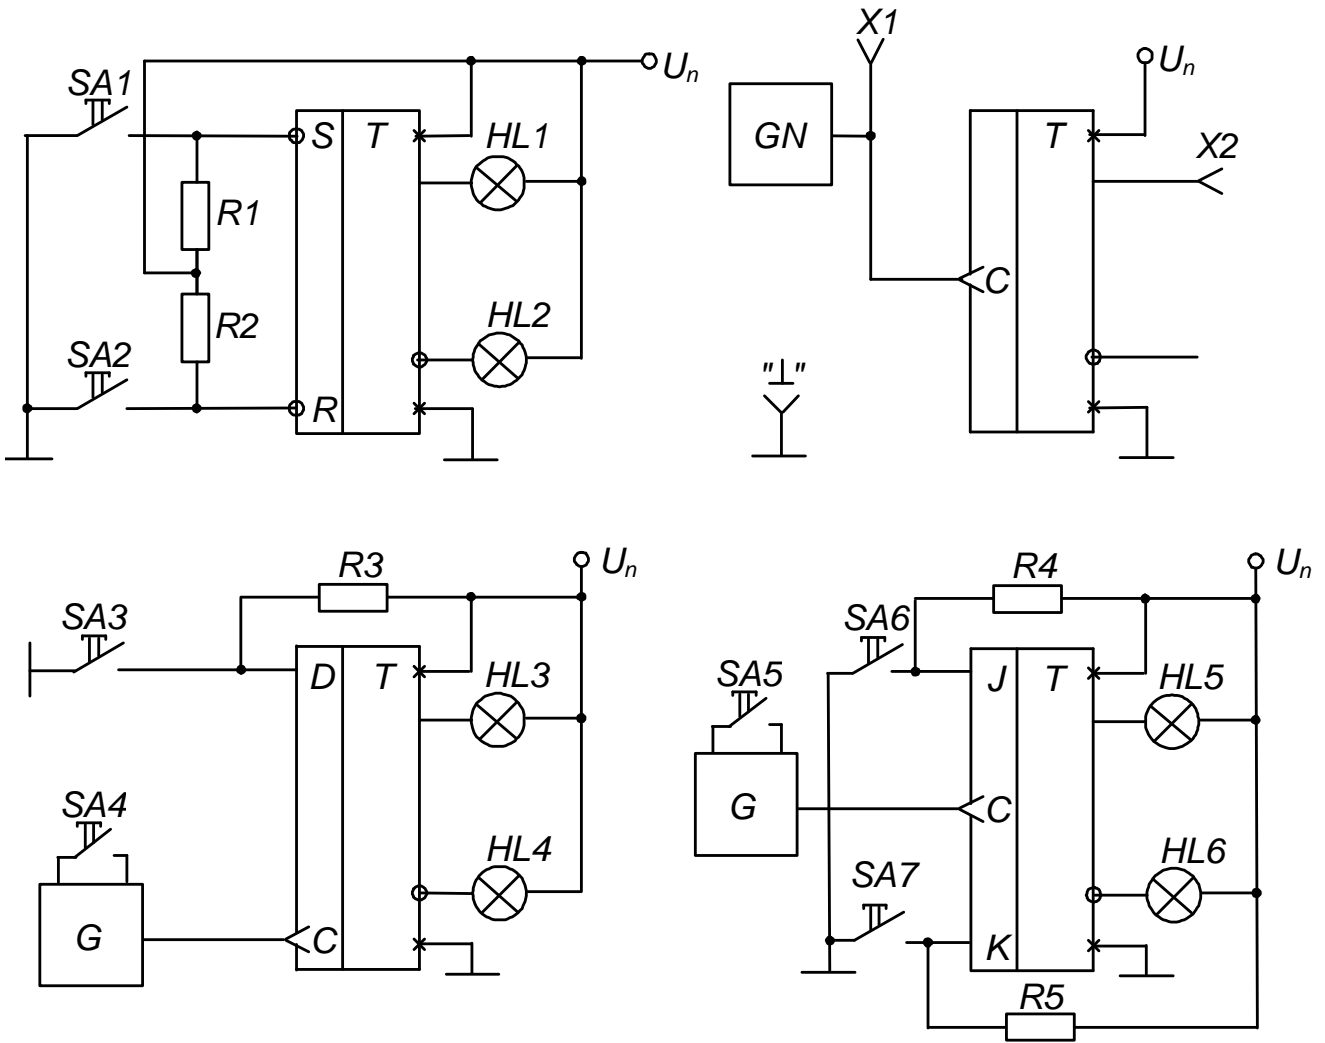 SA1
Un
S T HL1
R1
R2
HL2
SA2
R
X1
Un
GN
T
X2
C
"⊥"
R3
Un
SA3
D T HL3
SA4
HL4
G
C
R4
Un
SA6
SA5
J T HL5
G
C
SA7
HL6
K
R5